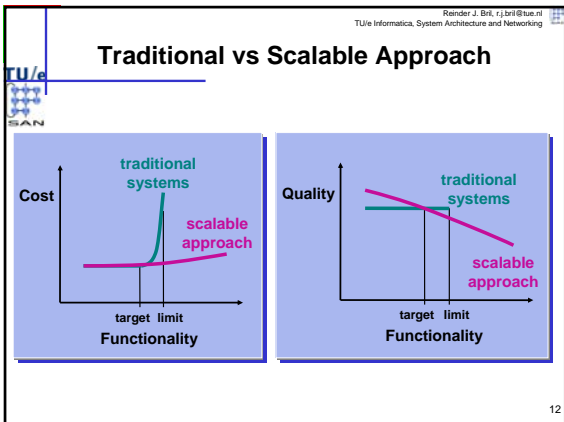 Reinder J. Bril, r.j.bril@tue.nl
TU/e Informatica, System Architecture and Networking
Traditional vs Scalable Approach
TU/e
SAN
traditional
systems
Cost
scalable
approach
target limit
Functionality
Quality
traditional
systems
scalable
approach
target limit
Functionality
12